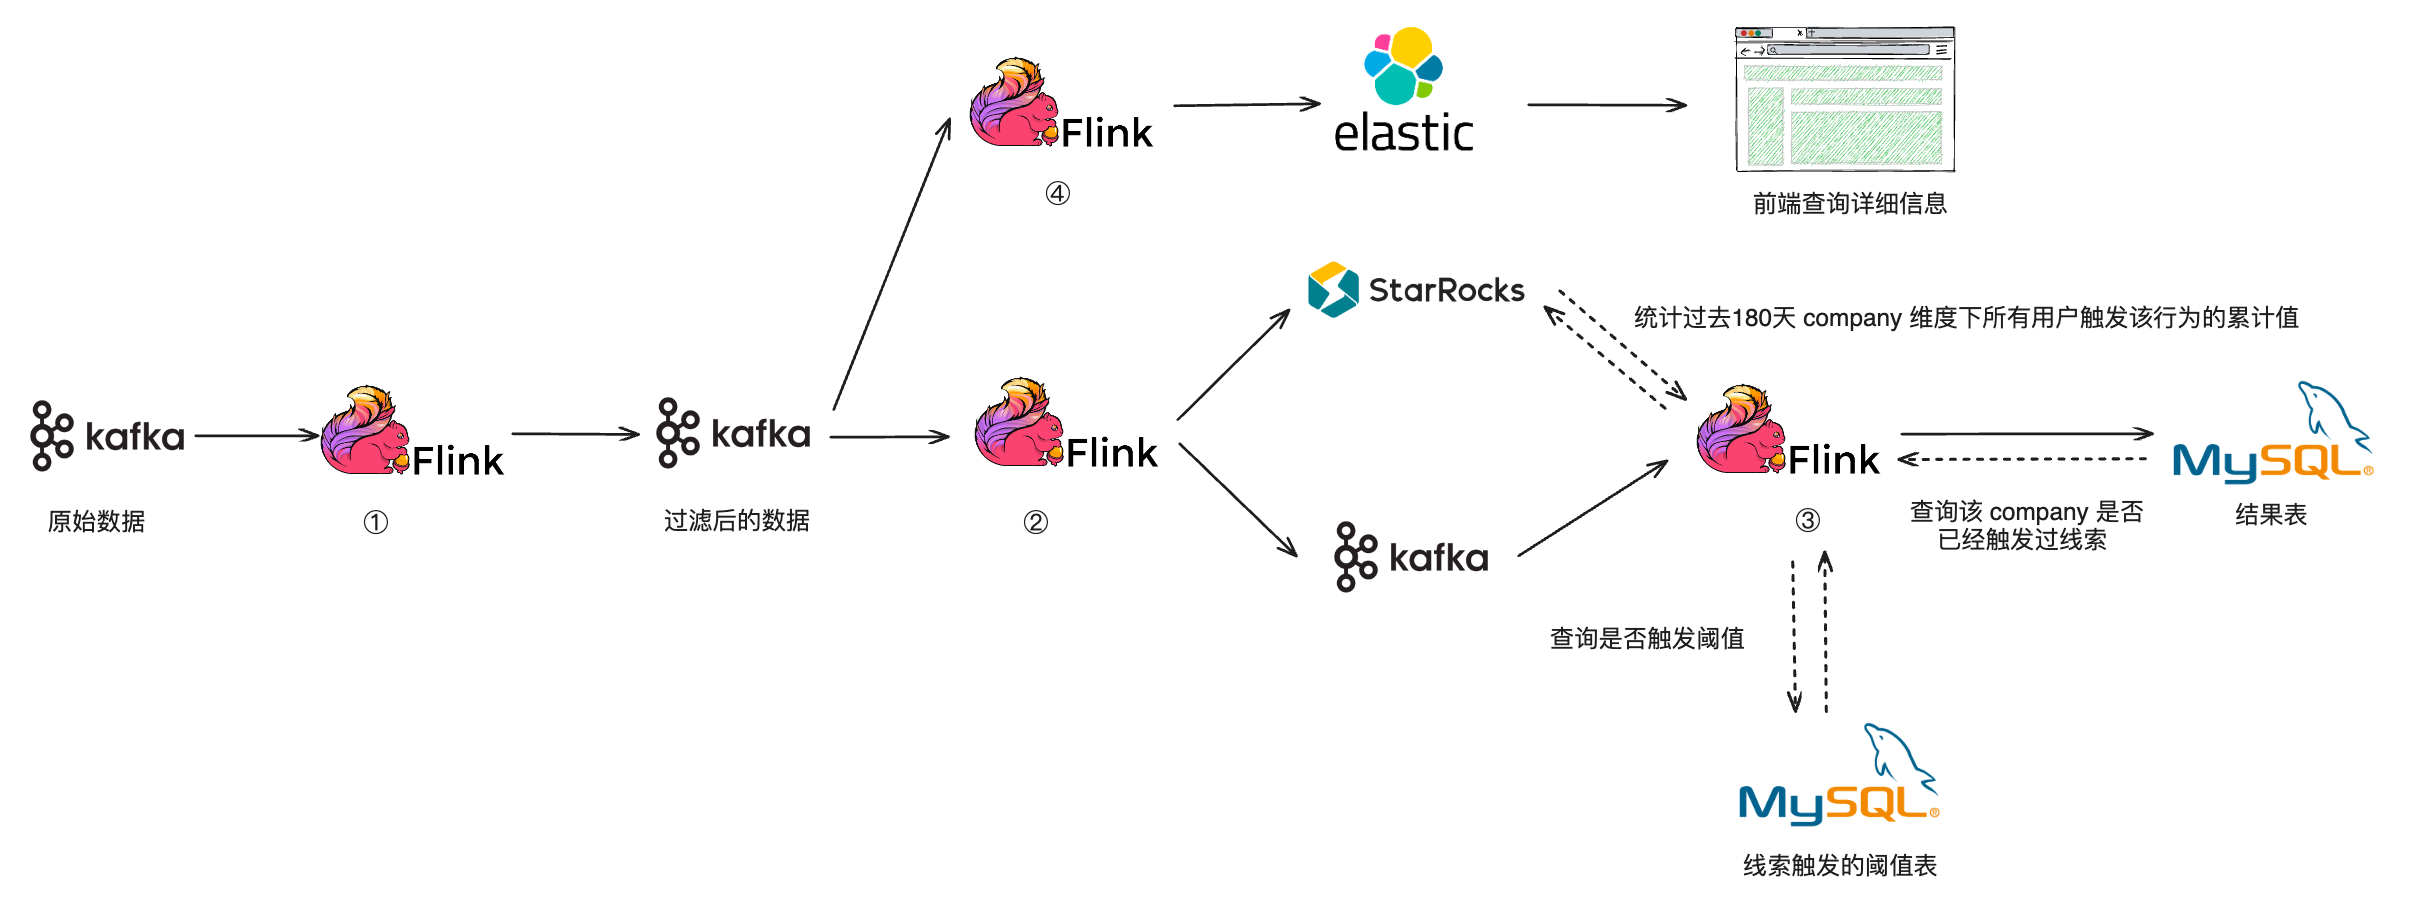 Flink
④
elastic
前端查询详细信息
StarRocks
统计过去180天 company 维度下所有用户触发该行为的累计值
kafka
原始数据
Flink
①
kafka
过滤后的数据
Flink
②
kafka
Flink
③
查询该 company 是否
已经触发过线索
MySQL®
结果表
查询是否触发阈值
MySQL®
线索触发的阈值表